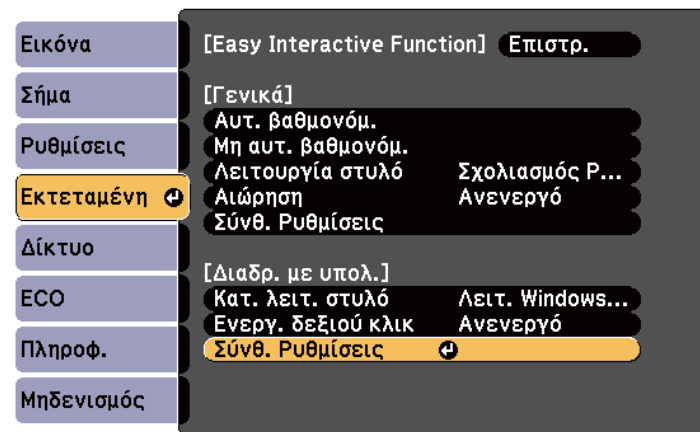 Εικόνα
Σήμα
Ρυθμίσεις
Εκτεταμένη
Δίκτυο
ECO
Πληροφ.
Μηδενισμός
[Easy Interactive Function] Επιστρ.
[Γενικά]
Αυτ. βαθμονόμ.
Μη αυτ. βαθμονόμ.
Λειτουργία στυλό Σχολιασμός P...
Αιώρηση Ανενεργό
Σύνθ. Ρυθμίσεις
[Διαδρ. με υπολ.]
Κατ. λειτ. στυλό Λειτ. Windows...
Ενεργ. δεξιού κλικ Ανενεργό
Σύνθ. Ρυθμίσεις